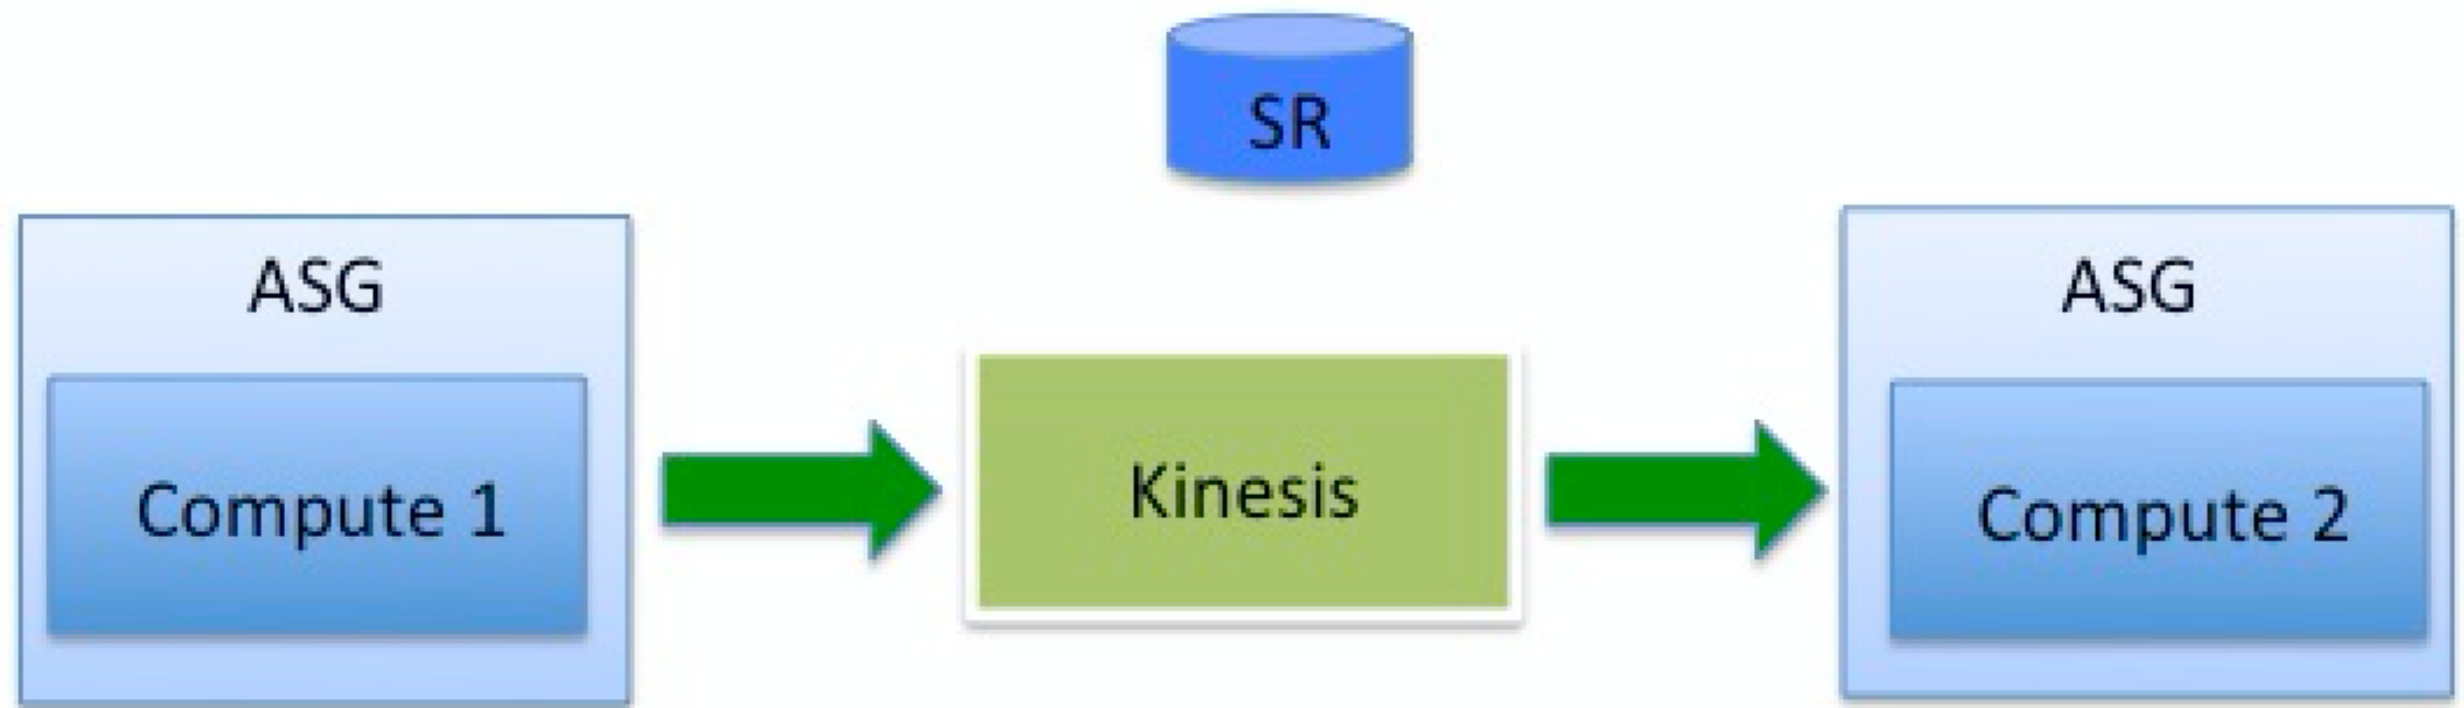 SR
ASG
ASG
Compute 1
Kinesis
Compute 2